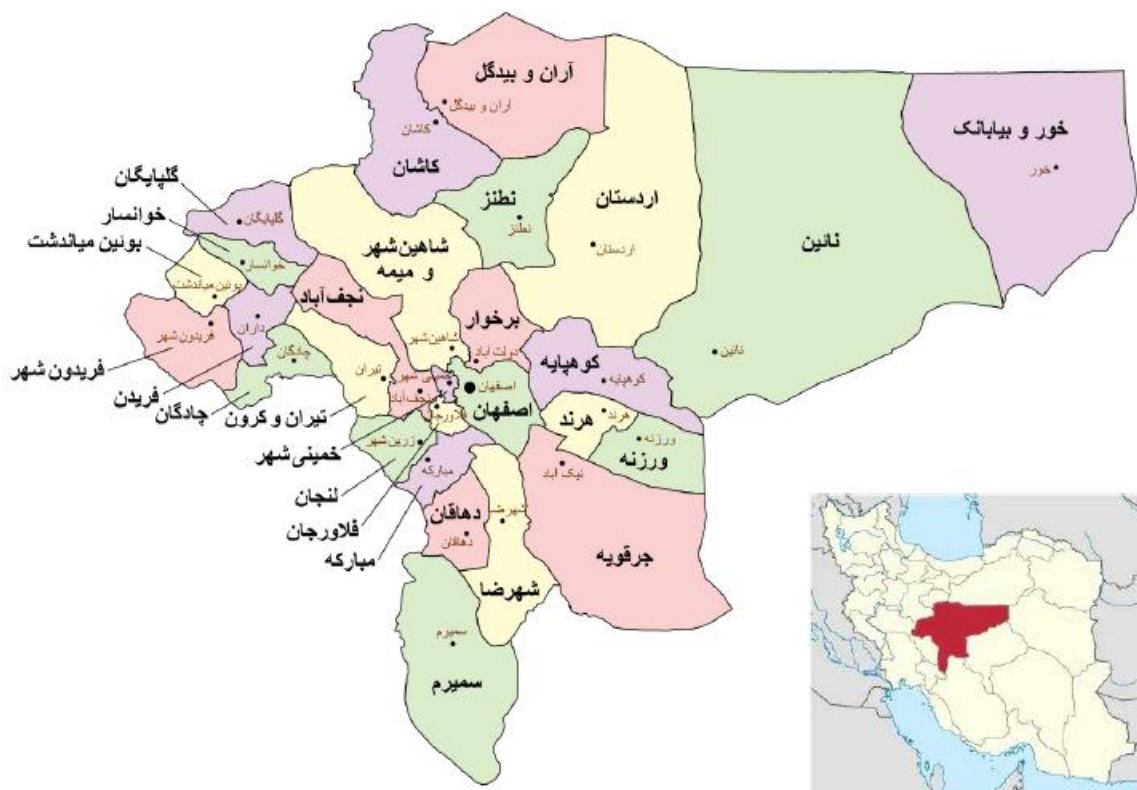 آران و بیدگل
آران و بیدگل
کاشان
کاشان
خور و بیابانک
خور
نطنز
نطنز
اردستان
اردستان
نائین
نائین
گلپایگان
گلپایگان
خوانسار
خوانسار
بوئین میاندشت
بوئین میاندشت
شاهین شهر
و میمه
شاهین شهر
نجف آباد
نجف آباد
برخوار
دولت آباد
کوهپایه
کوهپایه
داران
فریدون شهر
فریدون شهر
فریدن
چادگان
چادگان
تیران
تیران و کرون
خمینی شهر
اصفهان
اصفهان
هرند
هرند
ورزنه
ورزنه
زرین شهر
لنجان
فلاورجان
فلاورجان
مبارکه
مبارکه
نیک آباد
جرقویه
دهاقان
دهاقان
شهرضا
شهرضا
سمیرم
سمیرم